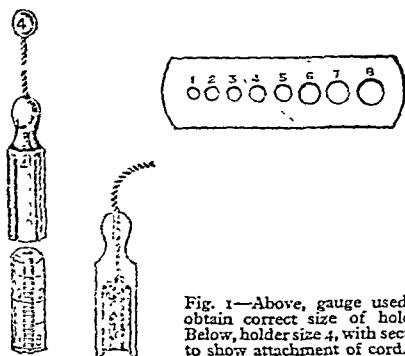 4
1 2 3 4 5 6 7 8
Fig. 1—Above, gauge used
obtain correct size of hol
Below, holder size 4, with sec
to show attachment of cord.